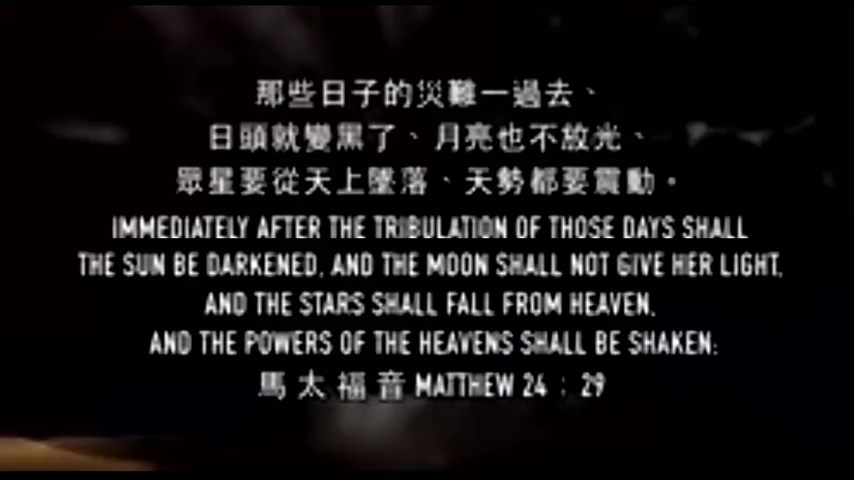 那些日子的災難一過去、
日頭就變黑了、月亮也不放光、
眾星要從天上墜落、天勢都要震動。
IMMEDIATELY AFTER THE TRIBULATION OF THOSE DAYS SHALL
THE SUN BE DARKENED, AND THE MOON SHALL NOT GIVE HER LIGHT,
AND THE STARS SHALL FALL FROM HEAVEN,
AND THE POWERS OF THE HEAVENS SHALL BE SHAKEN:
馬太福音 MATTHEW 24 : 29